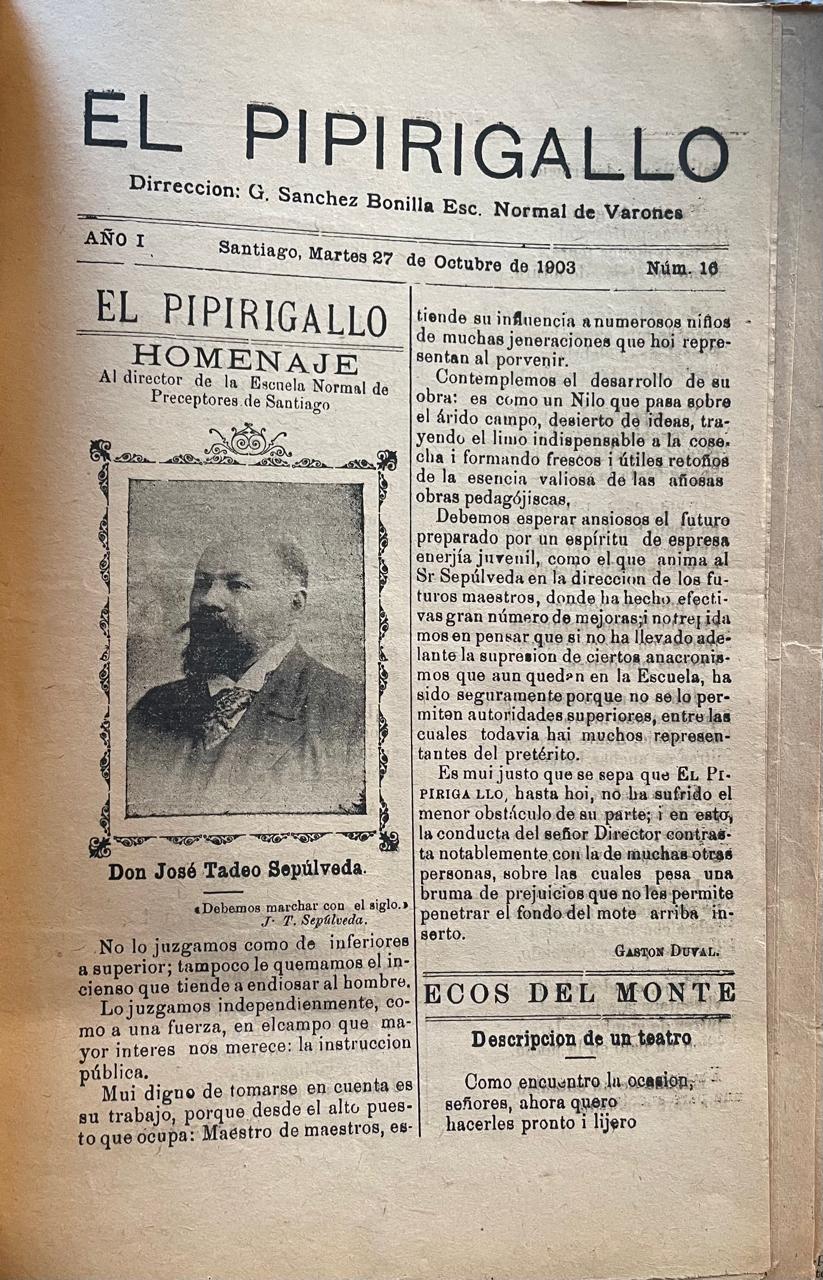 EL PIPIRIGALLO
Dirreccion: G. Sanchez Bonilla Esc. Normal de Varones
AÑO I
Santiago, Martes 27 de Octubre de 1903
Núm. 16
EL PIPIRIGALLO
HOMENAJE
Al director de la Escuela Normal de
Preceptores de Santiago
Don José Tadeo Sepúlveda.
«Debemos marchar con el siglo.»
J. T. Sepúlveda.
No lo juzgamos como de inferiores
a superior; tampoco le quemamos el in-
cienso que tiende a endiosar al hombre.
Lo juzgamos independienmente, co-
mo a una fuerza, en elcampo que ma-
yor interes nos merece: la instruccion
pública.
Mui digno de tomarse en cuenta es
su trabajo, porque desde el alto pues-
to que ocupa: Maestro de maestros, es-
tiende su influencia a numerosos niños
de muchas jeneraciones que hoi repre-
sentan al porvenir.
Contemplemos el desarrollo de su
obra: es como un Nilo que pasa sobre
el árido campo, desierto de ideas, tra-
yendo el limo indispensable a la cose-
cha i formando frescos i útiles retoños
de la esencia valiosa de las añosas
obras pedagójiscas,
Debemos esperar ansiosos el futuro
preparado por un espíritu de espresa
enerjía juvenil, como el que anima al
Sr Sepúlveda en la direccion de los fu-
turos maestros, donde ha hecho efecti-
vas gran número de mejoras;i no trepida
mos en pensar que si no ha llevado ade-
lante la supresion de ciertos anacronis-
mos que aun quedan en la Escuela, ha
sido seguramente porque no se lo per-
miten autoridades superiores, entre las
cuales todavia hai muchos represen-
tantes del pretérito.
Es mui justo que se sepa que EL PI-
PIRIGA LLO, hasta hoi, no ha sufrido el
menor obstáculo de su parte; i en esto,
la conducta del señor Director contras-
ta notablemente con la de muchas otras
personas, sobre las cuales pesa una
bruma de prejuicios que no les permite
penetrar el fondo del mote arriba in-
serto.
GASTON DUVAL.
ECOS DEL MONTE
Descripcion de un teatro
Como encuentro la ocasion,
señores, ahora quero
hacerles pronto i lijero